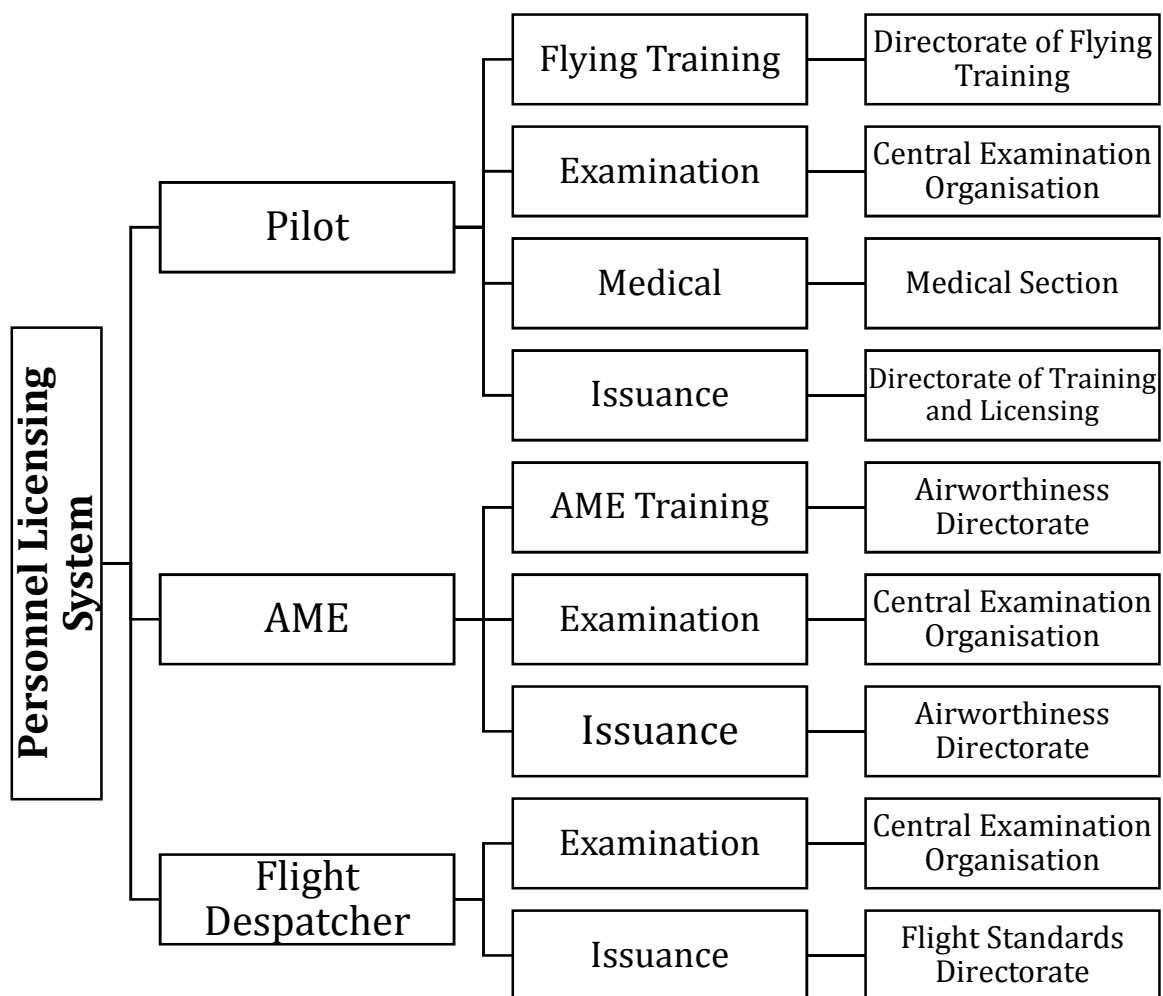 Personnel Licensing
System
Pilot
Flying Training
Directorate of Flying
Training
Examination
Central Examination
Organisation
Medical
Medical Section
Issuance
Directorate of Training
and Licensing
AME
AME Training
Airworthiness
Directorate
Examination
Central Examination
Organisation
Issuance
Airworthiness
Directorate
Flight
Despatcher
Examination
Central Examination
Organisation
Issuance
Flight Standards
Directorate